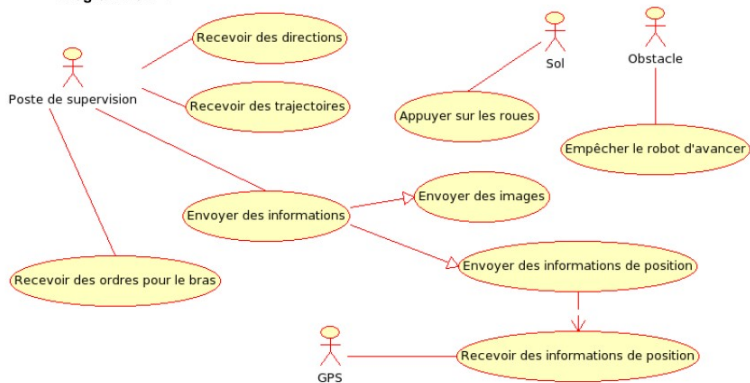 Recevoir des directions
Poste de supervision
Recevoir des trajectoires
Sol
Obstacle
Appuyer sur les roues
Empêcher le robot d'avancer
Envoyer des informations
Envoyer des images
Recevoir des ordres pour le bras
Envoyer des informations de position
GPS
Recevoir des informations de position